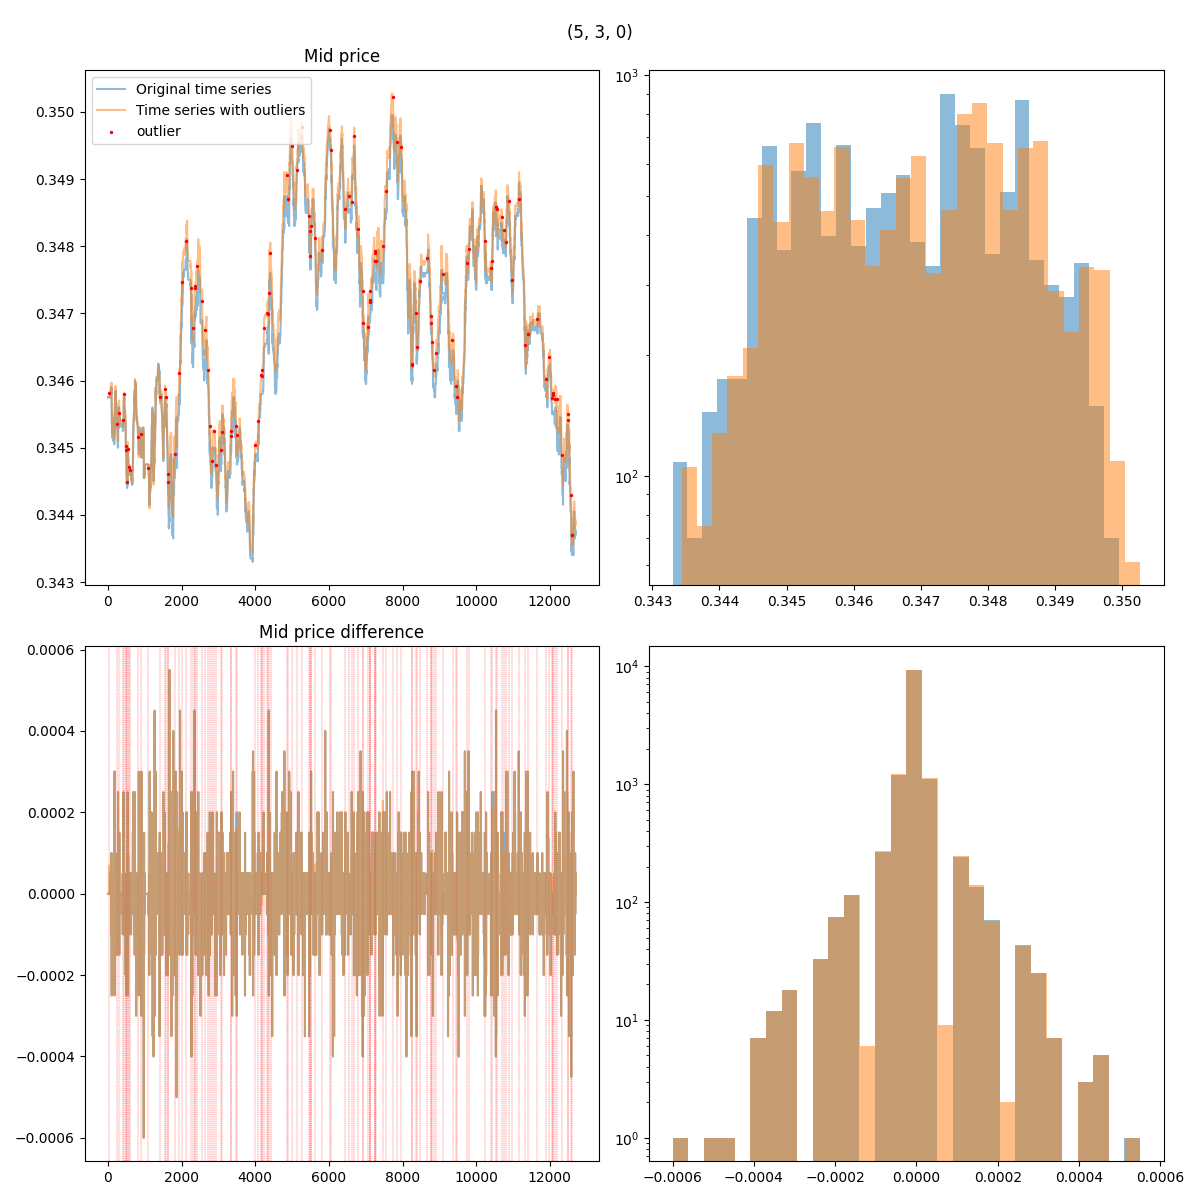 (5, 3, 0)
Mid price
Original time series
Time series with outliers
outlier
0.350
0.349
0.348
0.347
0.346
0.345
0.344
0.343
0 2000 4000 6000 8000 10000 12000
10³
10²
0.343 0.344 0.345 0.346 0.347 0.348 0.349 0.350
Mid price difference
0.0006
0.0004
0.0002
0.0000
−0.0002
−0.0004
−0.0006
0 2000 4000 6000 8000 10000 12000
10⁴
10³
10²
10¹
10⁰
−0.0006 −0.0004 −0.0002 0.0000 0.0002 0.0004 0.0006